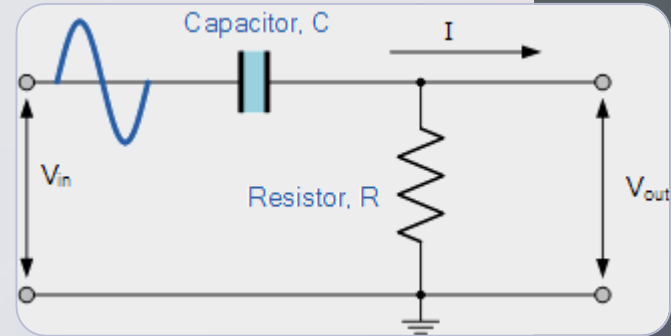 Capacitor, C
I
Vin
Resistor, R
Vout